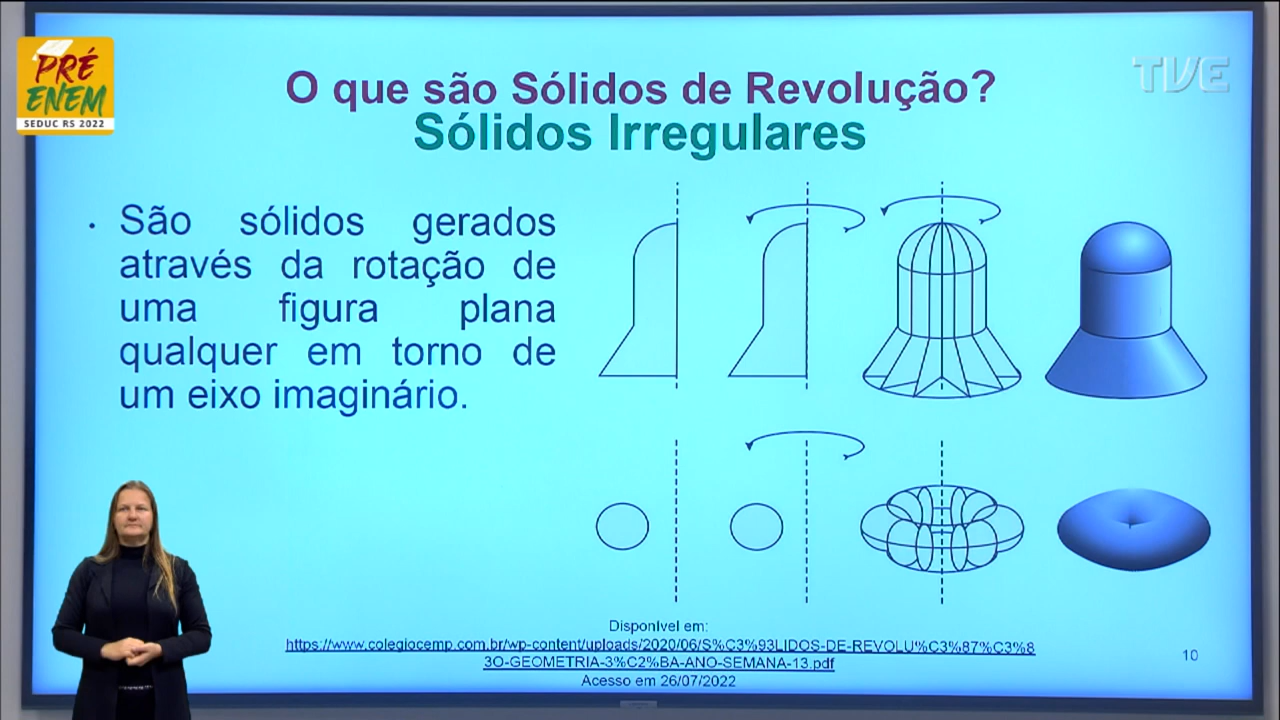 PRÉ
ENEM
SEDUC RS 2022
TVE
O que são Sólidos de Revolução?
Sólidos Irregulares
• São sólidos gerados
através da rotação de
uma figura plana
qualquer em torno de
um eixo imaginário.
Disponível em:
https://www.colegiocemp.com.br/wp-content/uploads/2020/06/S%C3%93LIDOS-DE-REVOLU%C3%87%C3%8
3O-GEOMETRIA-3%C2%BA-ANO-SEMANA-13.pdf
Acesso em 26/07/2022
10